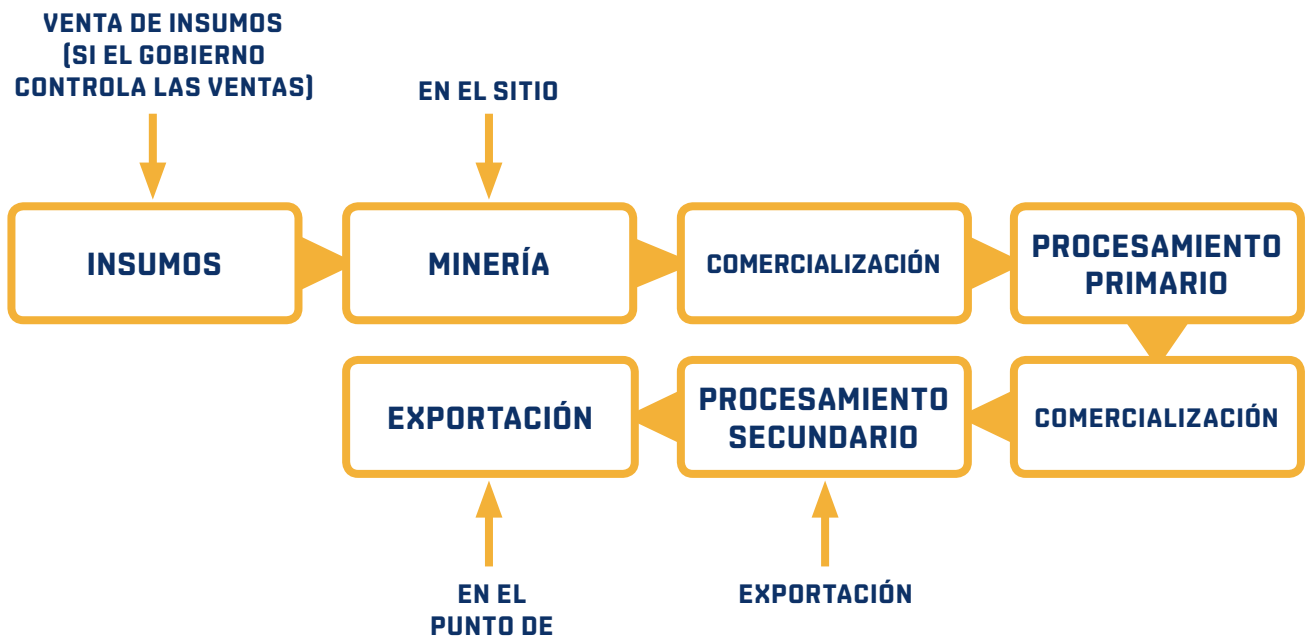 VENTA DE INSUMOS
(SI EL GOBIERNO
CONTROLA LAS VENTAS)
EN EL SITIO
INSUMOS
MINERÍA
COMERCIALIZACIÓN
PROCESAMIENTO
PRIMARIO
EXPORTACIÓN
PROCESAMIENTO
SECUNDARIO
COMERCIALIZACIÓN
EN EL
PUNTO DE
EXPORTACIÓN